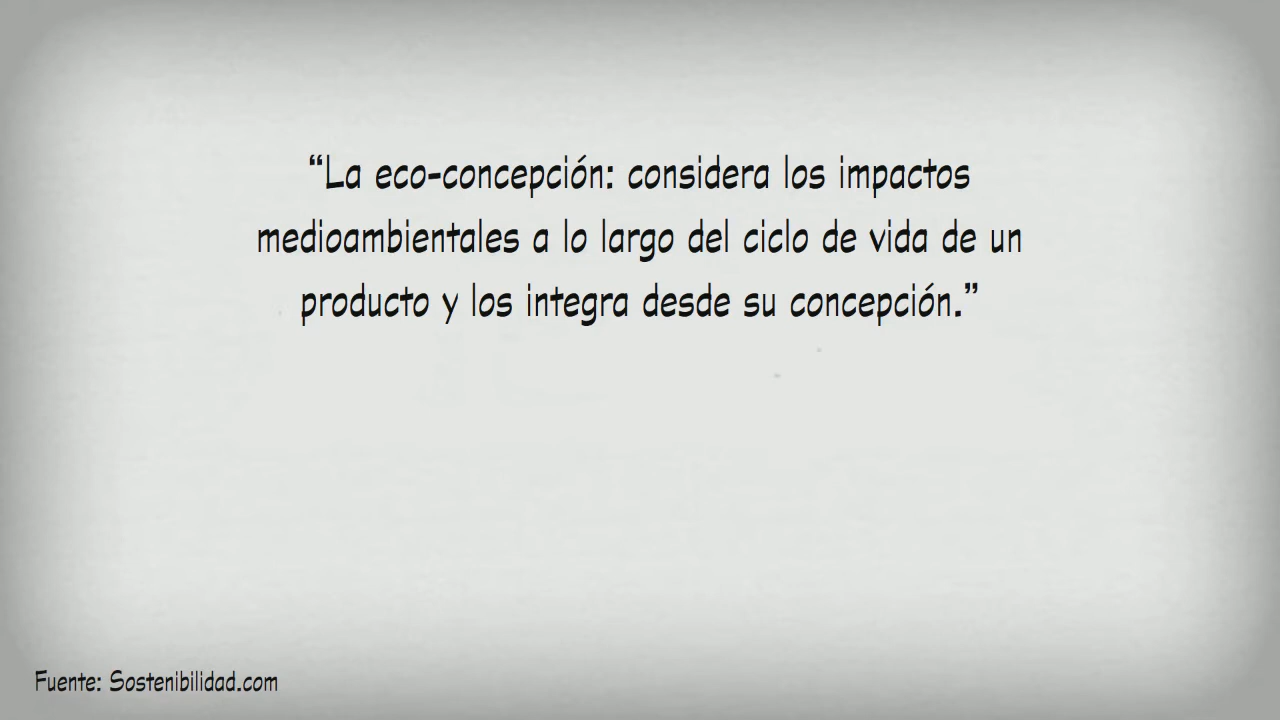 “La eco-concepción: considera los impactos
medioambientales a lo largo del ciclo de vida de un
producto y los integra desde su concepción.”
Fuente: Sostenibilidad.com